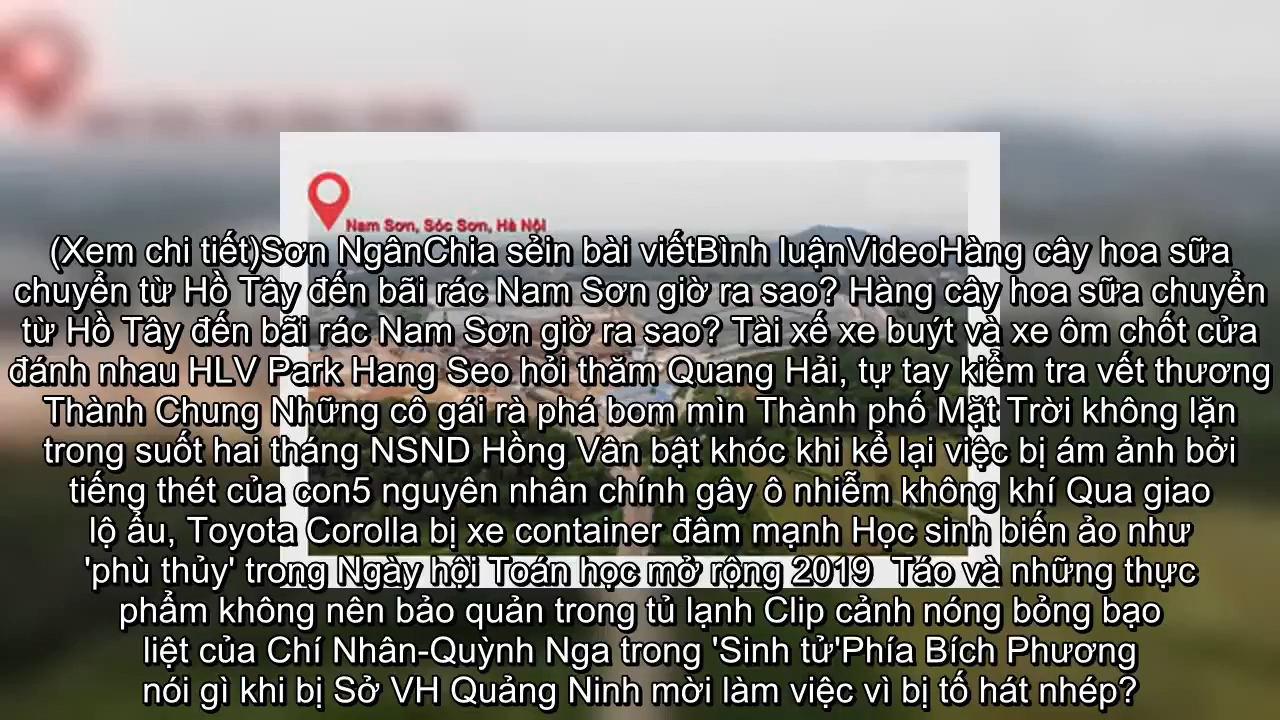 Nam Sơn, Sóc Sơn, Hà Nội
(Xem chi tiết)Sơn NgânChia sẻin bài viếtBình luậnVideoHàng cây hoa sữa
chuyển từ Hồ Tây đến bãi rác Nam Sơn giờ ra sao? Hàng cây hoa sữa chuyển
từ Hồ Tây đến bãi rác Nam Sơn giờ ra sao? Tài xế xe buýt và xe ôm chốt cửa
đánh nhau HLV Park Hang Seo hỏi thăm Quang Hải, tự tay kiểm tra vết thương
Thành Chung Những cô gái rà phá bom mìn Thành phố Mặt Trời không lặn
trong suốt hai tháng NSND Hồng Vân bật khóc khi kể lại việc bị ám ảnh bởi
tiếng thét của con5 nguyên nhân chính gây ô nhiễm không khí Qua giao
lộ ẩu, Toyota Corolla bị xe container đâm mạnh Học sinh biến ảo như
'phù thủy' trong Ngày hội Toán học mở rộng 2019  Táo và những thực
phẩm không nên bảo quản trong tủ lạnh Clip cảnh nóng bỏng bạo
liệt của Chí Nhân-Quỳnh Nga trong 'Sinh tử'Phía Bích Phương
nói gì khi bị Sở VH Quảng Ninh mời làm việc vì bị tố hát nhép?